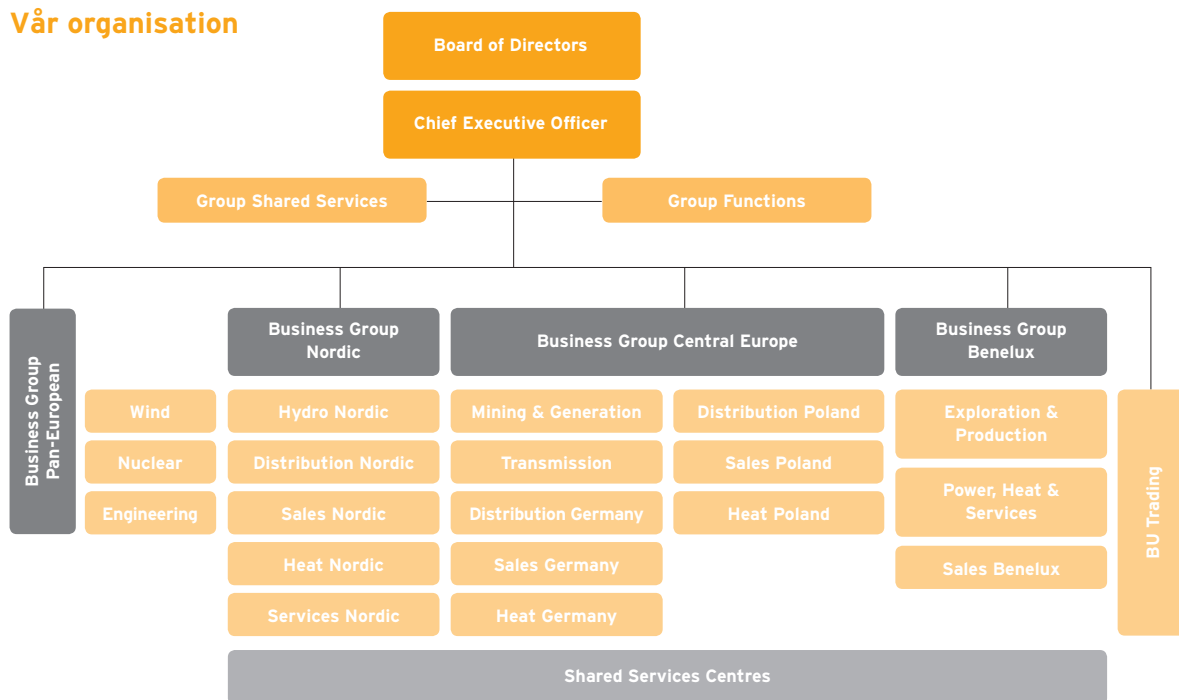 Vår organisation
Board of Directors
Chief Executive Officer
Group Shared Services
Group Functions
Business Group
Pan-European
Business Group
Nordic
Business Group Central Europe
Business Group
Benelux
Wind
Nuclear
Engineering
Hydro Nordic
Distribution Nordic
Sales Nordic
Heat Nordic
Services Nordic
Mining & Generation
Transmission
Distribution Germany
Sales Germany
Heat Germany
Distribution Poland
Sales Poland
Heat Poland
Exploration &
Production
Power, Heat &
Services
Sales Benelux
BU Trading
Shared Services Centres